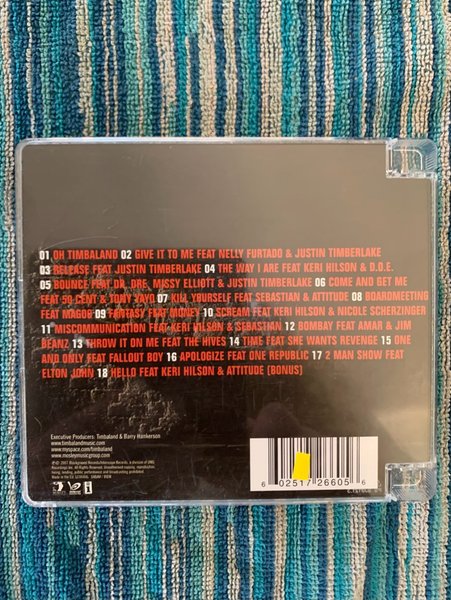 01 OH TIMBALAND 02 GIVE IT TO ME FEAT NELLY FURTADO & JUSTIN TIMBERLAKE
03 RELEASE FEAT JUSTIN TIMBERLAKE 04 THE WAY I ARE FEAT KERI HILSON & D.O.E.
05 BOUNCE FEAT DR. DRE, MISSY ELLIOTT & JUSTIN TIMBERLAKE 06 COME AND GET ME
FEAT 50 CENT & TONY YAYO 07 KILL YOURSELF FEAT SEBASTIAN & ATTITUDE 08 BOARDMEETING
FEAT MAGOO 09 FANTASY FEAT MONEY 10 SCREAM FEAT KERI HILSON & NICOLE SCHERZINGER
11 MISCOMMUNICATION FEAT KERI HILSON & SEBASTIAN 12 BOMBAY FEAT AMAR & JIM
BEANZ 13 THROW IT ON ME FEAT THE HIVES 14 TIME FEAT SHE WANTS REVENGE 15 ONE
AND ONLY FEAT FALLOUT BOY 16 APOLOGIZE FEAT ONE REPUBLIC 17 2 MAN SHOW FEAT
ELTON JOHN 18 HELLO FEAT KERI HILSON & ATTITUDE (BONUS)
Executive Producers: Timbaland & Barry Hankerson
www.timbalandmusic.com
www.myspace.com/timbaland
www.mosleymusicgroup.com
6 02517 26605 6